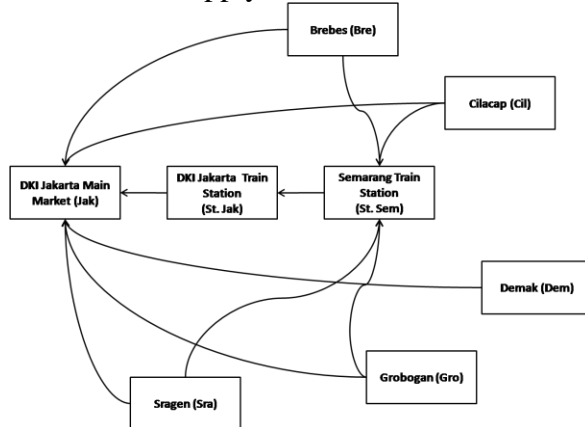 Brebes (Bre)
Cilacap (Cil)
DKI Jakarta Main
Market (Jak)
DKI Jakarta Train
Station
(St. Jak)
Semarang Train
Station
(St. Sem)
Demak (Dem)
Grobogan (Gro)
Sragen (Sra)